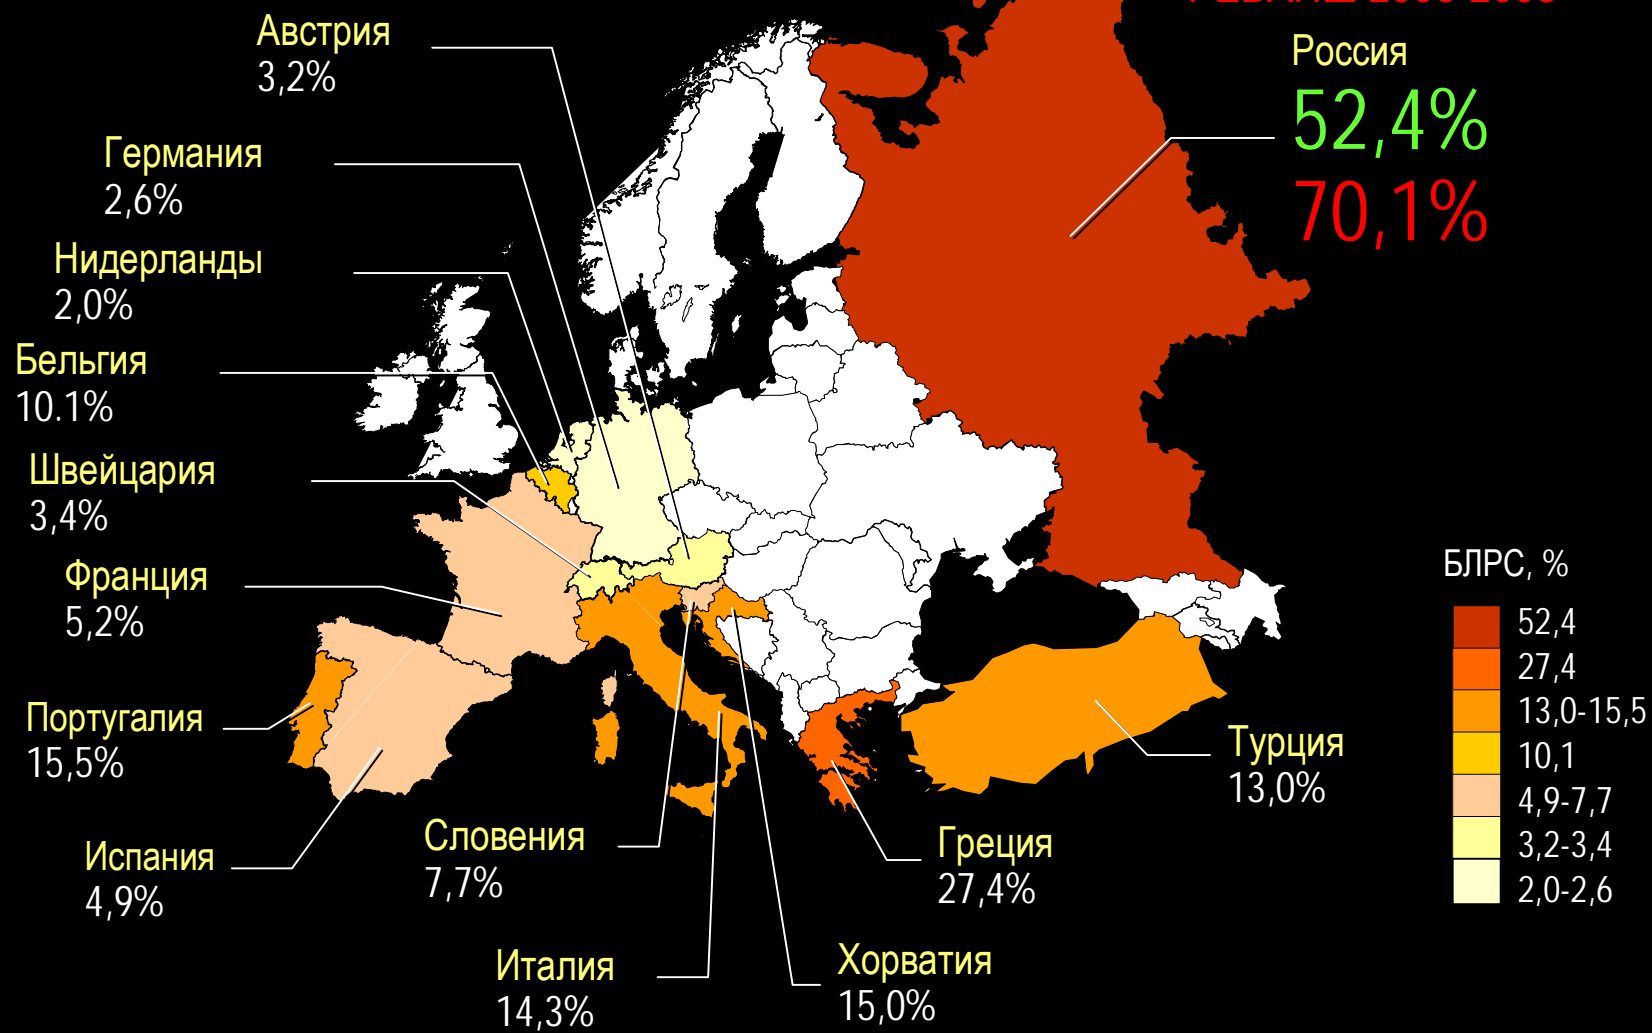 Австрия
3,2%
Россия
52,4%
70,1%
Германия
2,6%
Нидерланды
2,0%
Бельгия
10.1%
Швейцария
3,4%
Франция
5,2%
Португалия
15,5%
Испания
4,9%
Словения
7,7%
Италия
14,3%
Хорватия
15,0%
Греция
27,4%
Турция
13,0%
БЛРС, %
52,4
27,4
13,0-15,5
10,1
4,9-7,7
3,2-3,4
2,0-2,6